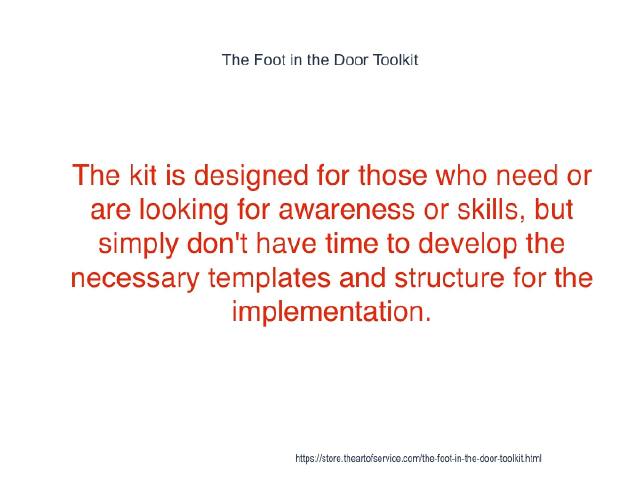 The Foot in the Door Toolkit
The kit is designed for those who need or
are looking for awareness or skills, but
simply don't have time to develop the
necessary templates and structure for the
implementation.
https://store.theartofservice.com/the-foot-in-the-door-toolkit.html